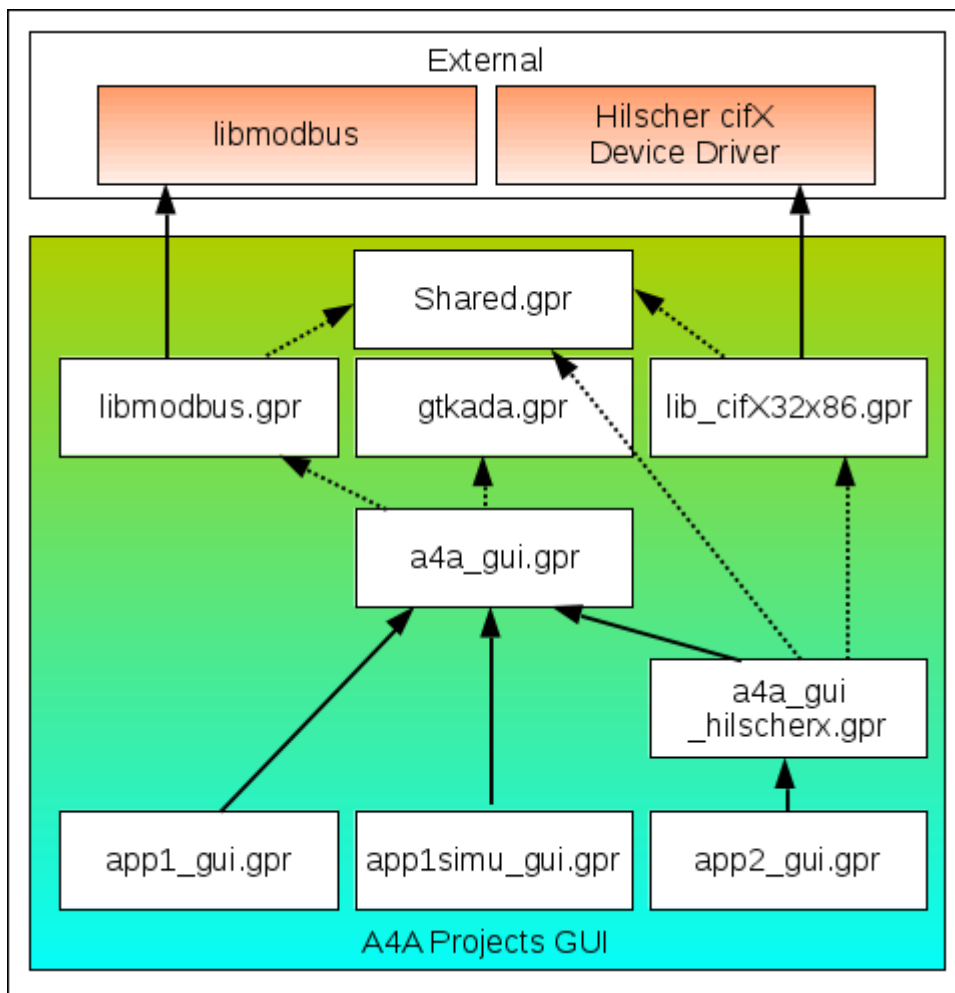 External
libmodbus
Hilscher cifX
Device Driver
Shared.gpr
libmodbus.gpr
gtkada.gpr
lib_cifX32x86.gpr
a4a_gui.gpr
a4a_gui
_hilscherx.gpr
app1_gui.gpr
app1simu_gui.gpr
app2_gui.gpr
A4A Projects GUI